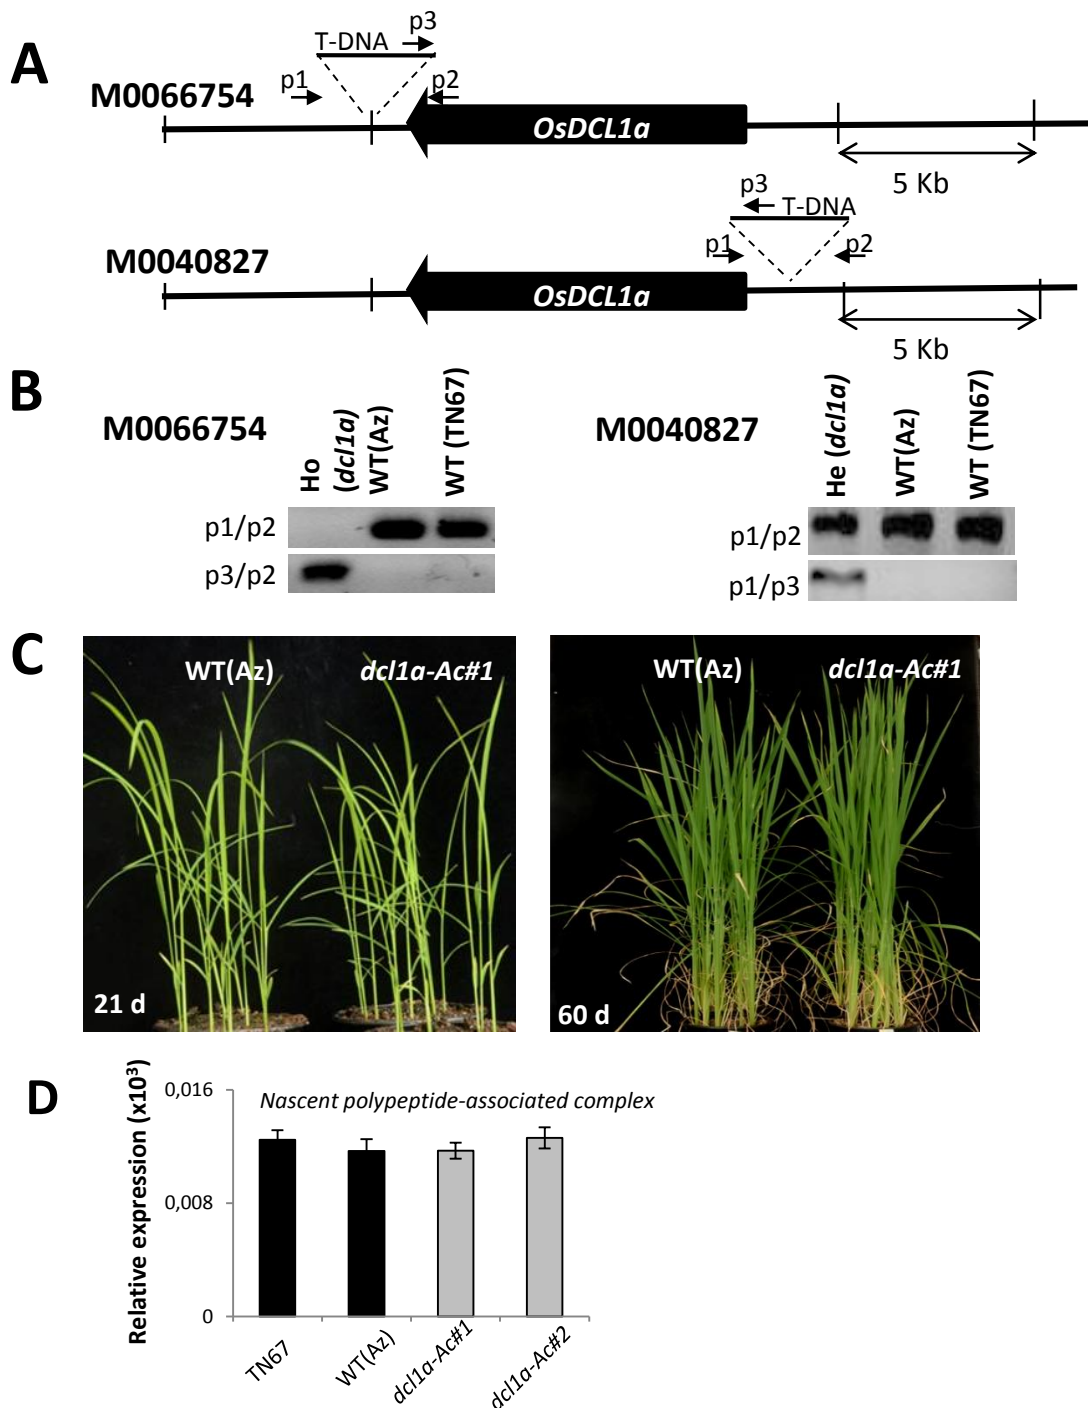 A
M0066754
T-DNA
p3
p1
p2
OsDCL1a
5 Kb
M0040827
p3
T-DNA
p1
p2
OsDCL1a
5 Kb
B
M0066754
Ho
(dcl1a)
WT(Az)
WT (TN67)
p1/p2
p3/p2
M0040827
He (dcl1a)
WT(Az)
WT (TN67)
p1/p2
p1/p3
C
WT(Az)
dcl1a-Ac#1
21 d
WT(Az)
dcl1a-Ac#1
60 d
D
Relative expression (x10³)
0,016
0,008
0
Nascent polypeptide-associated complex
TN67
WT(Az)
dcl1a-Ac#1
dcl1a-Ac#2